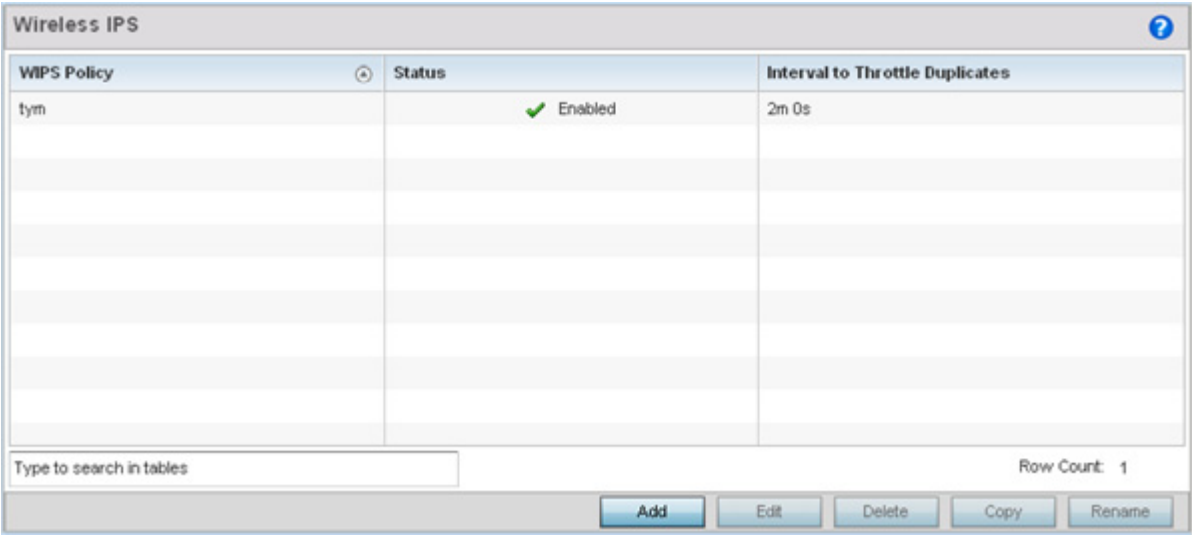 Wireless IPS
?
WIPS Policy Status Interval to Throttle Duplicates
tym Enabled 2m 0s
Type to search in tables Row Count: 1
Add Edit Delete Copy Rename